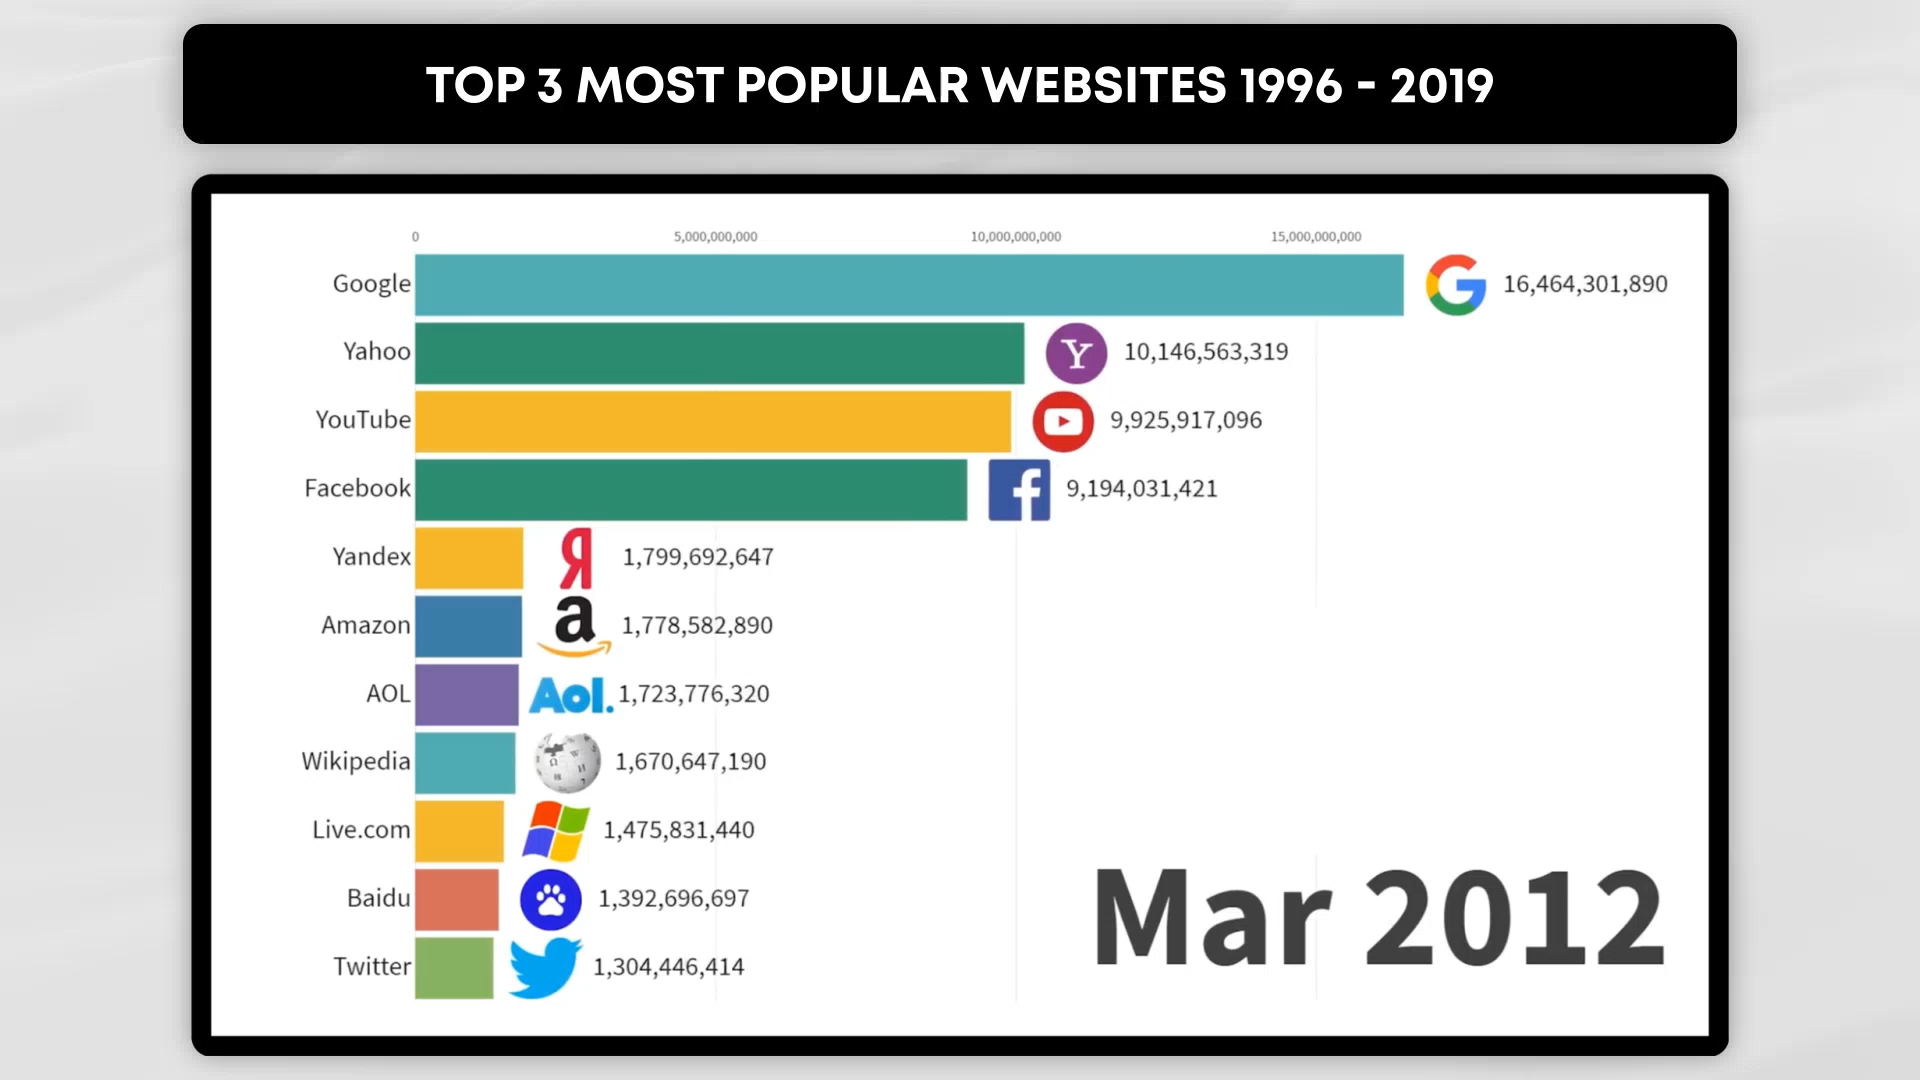 TOP 3 MOST POPULAR WEBSITES 1996 - 2019
0 5,000,000,000 10,000,000,000 15,000,000,000
Google G 16,464,301,890
Yahoo Y 10,146,563,319
YouTube 9,925,917,096
Facebook f 9,194,031,421
Yandex Я 1,799,692,647
Amazon a 1,778,582,890
AOL Aol. 1,723,776,320
Wikipedia 1,670,647,190
Live.com 1,475,831,440
Baidu 1,392,696,697
Twitter 1,304,446,414
Mar 2012